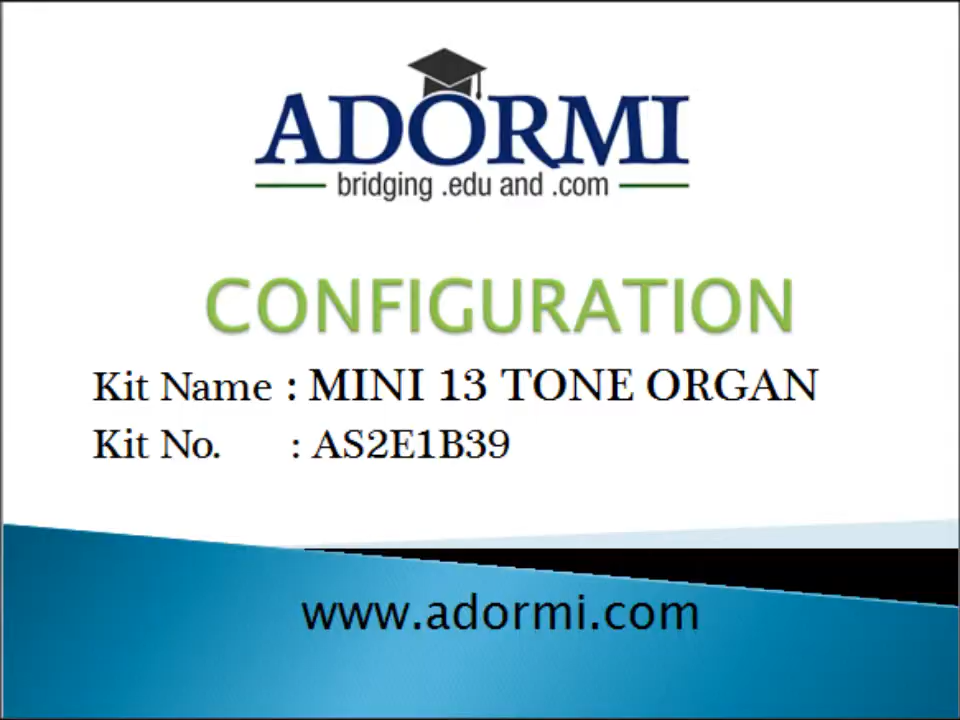 ADORMI
bridging .edu and .com
CONFIGURATION
Kit Name : MINI 13 TONE ORGAN
Kit No. : AS2E1B39
www.adormi.com